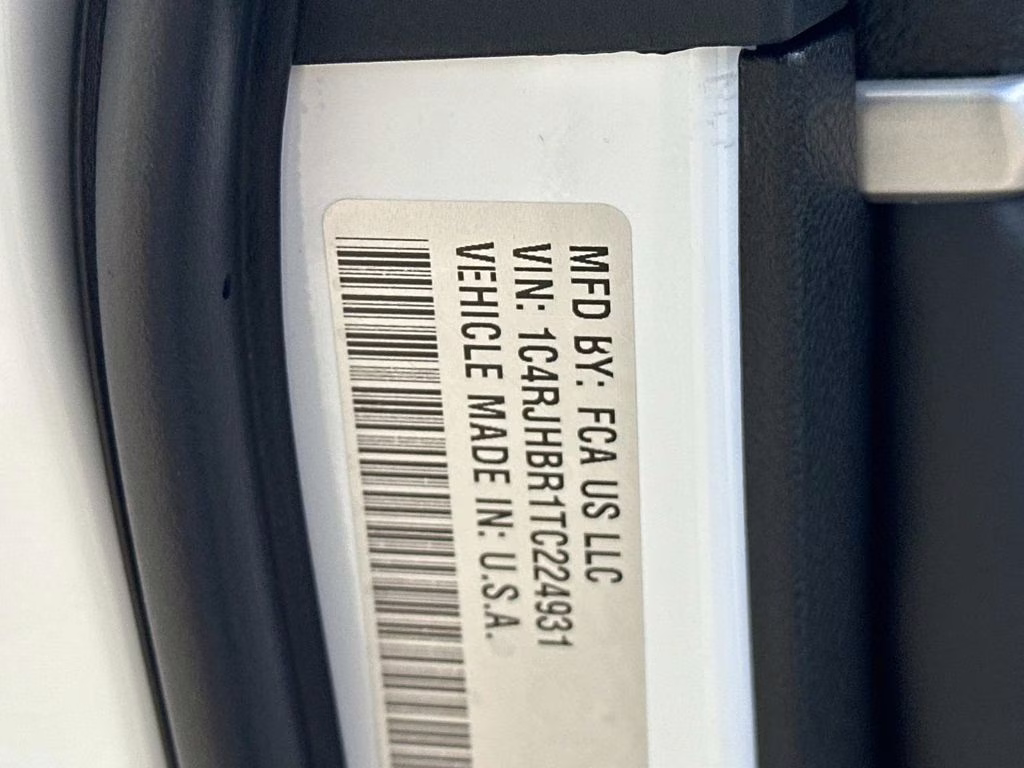 MFD BY: FCA US LLC
VIN: 1C4RJHBR1TC224931
VEHICLE MADE IN: U.S.A.